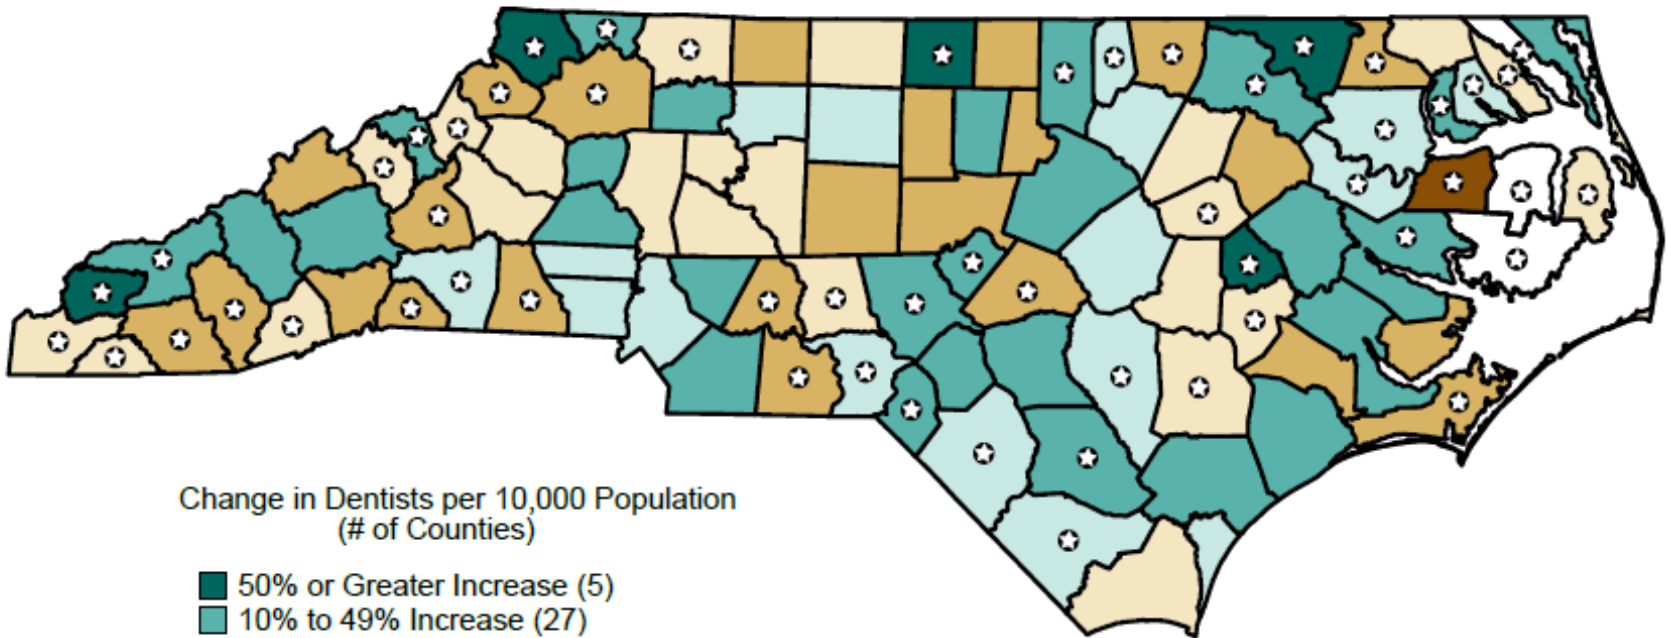 Change in Dentists per 10,000 Population
(# of Counties)
50% or Greater Increase (5)
10% to 49% Increase (27)